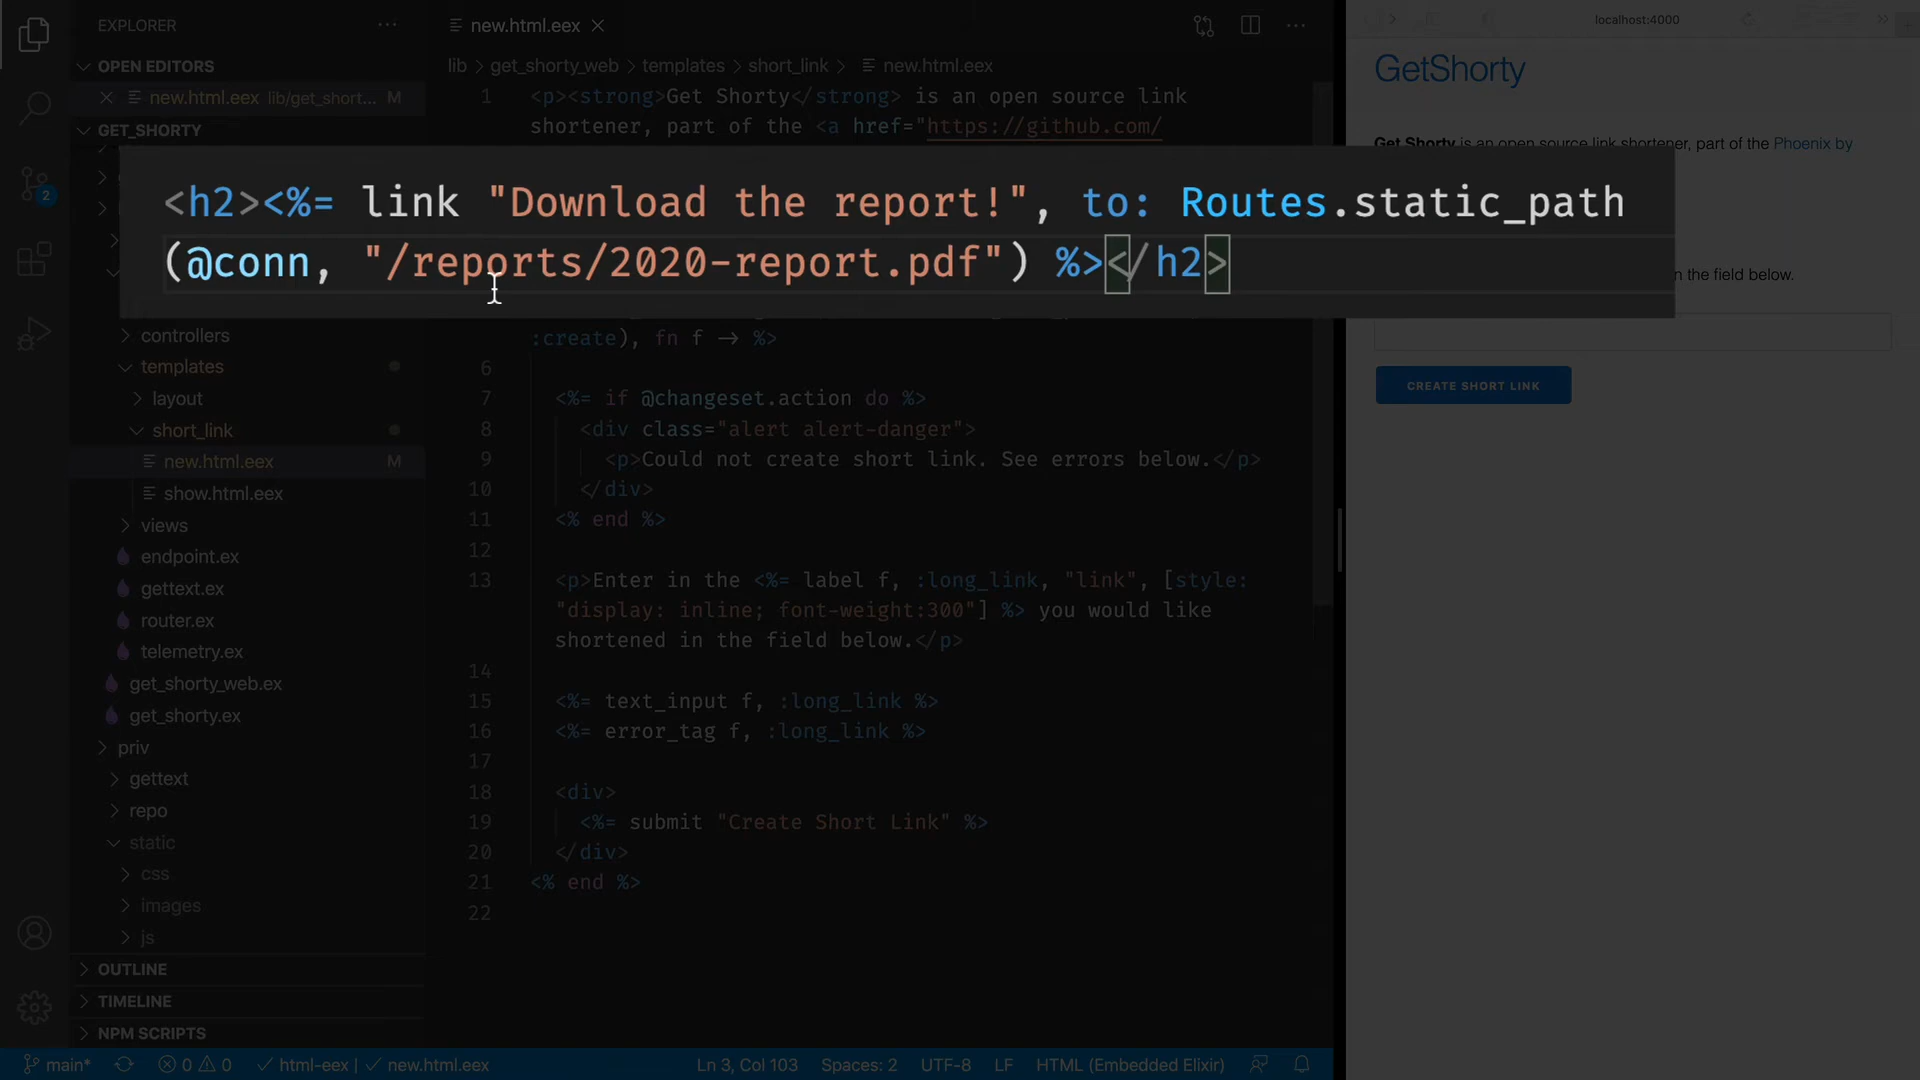 EXPLORER
new.html.eex
localhost:4000
OPEN EDITORS
new.html.eex lib/get_short... M
lib > get_shorty_web > templates > short_link > new.html.eex
GetShorty
GET_SHORTY
1 <p><strong>Get Shorty</strong> is an open source link
shortener, part of the <a href="https://github.com/
Get Shorty is an open source link shortener, part of the Phoenix by
2
<h2><%= link "Download the report!", to: Routes.static_path
(@conn, "/reports/2020-report.pdf") %></h2>
n the field below.
:create), fn f -> %>
controllers
templates
layout
short_link
new.html.eex M
show.html.eex
views
endpoint.ex
gettext.ex
router.ex
telemetry.ex
get_shorty_web.ex
get_shorty.ex
priv
gettext
repo
static
css
images
js
OUTLINE
TIMELINE
NPM SCRIPTS
6
7 <%= if @changeset.action do %>
8 <div class="alert alert-danger">
9 <p>Could not create short link. See errors below.</p>
10 </div>
11 <% end %>
12
13 <p>Enter in the <%= label f, :long_link, "link", [style:
"display: inline; font-weight:300"] %> you would like
shortened in the field below.</p>
14
15 <%= text_input f, :long_link %>
16 <%= error_tag f, :long_link %>
17
18 <div>
19 <%= submit "Create Short Link" %>
20 </div>
21 <% end %>
22
CREATE SHORT LINK
main* 0 0 html-eex | new.html.eex Ln 3, Col 103 Spaces: 2 UTF-8 LF HTML (Embedded Elixir)